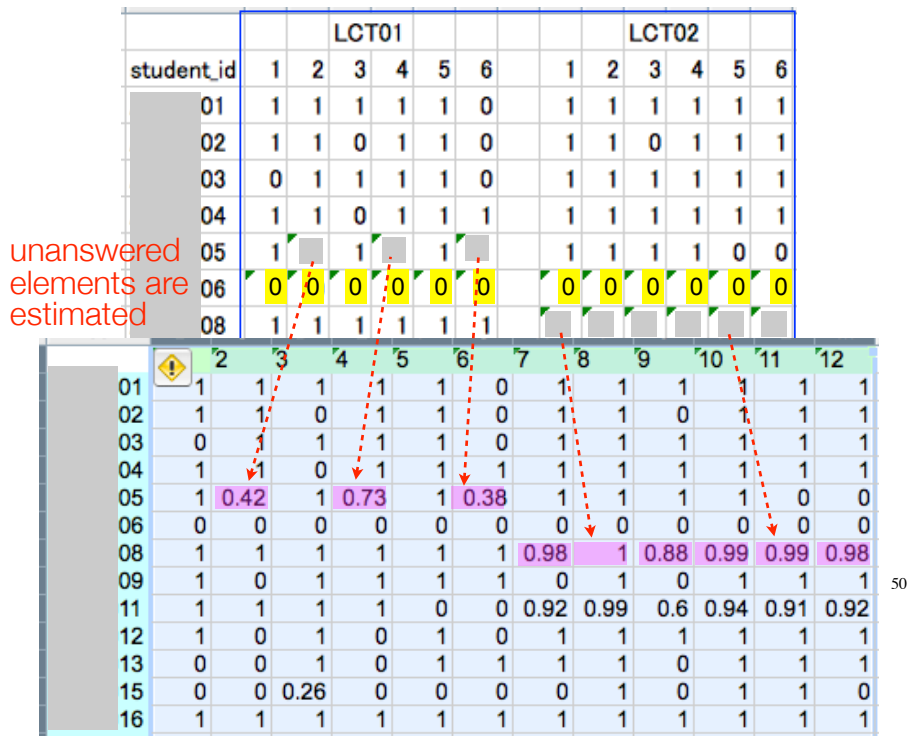 LCT01 LCT02
student_id 1 2 3 4 5 6 1 2 3 4 5 6
01 1 1 1 1 1 0 1 1 1 1 1 1
02 1 1 0 1 1 0 1 1 0 1 1 1
03 0 1 1 1 1 0 1 1 1 1 1 1
04 1 1 0 1 1 1 1 1 1 1 1 1
05 1 1 1 1 1 1 1 0 0
06 0 0 0 0 0 0 0 0 0 0 0 0
08 1 1 1 1 1 1
unanswered
elements are
estimated
2 3 4 5 6 7 8 9 10 11 12
01 1 1 1 1 1 0 1 1 1 1 1 1
02 1 1 0 1 1 0 1 1 0 1 1 1
03 0 1 1 1 1 0 1 1 1 1 1 1
04 1 1 0 1 1 1 1 1 1 1 1 1
05 1 0.42 1 0.73 1 0.38 1 1 1 1 0 0
06 0 0 0 0 0 0 0 0 0 0 0 0
08 1 1 1 1 1 1 0.98 1 0.88 0.99 0.99 0.98
09 1 0 1 1 1 1 0 1 0 1 1 1
11 1 1 1 1 0 0 0.92 0.99 0.6 0.94 0.91 0.92
12 1 0 1 0 1 0 1 1 1 1 1 1
13 0 0 1 0 1 1 1 1 0 1 1 1
15 0 0 0.26 0 0 0 0 1 0 1 1 0
16 1 1 1 1 1 1 1 1 1 1 1 1
50